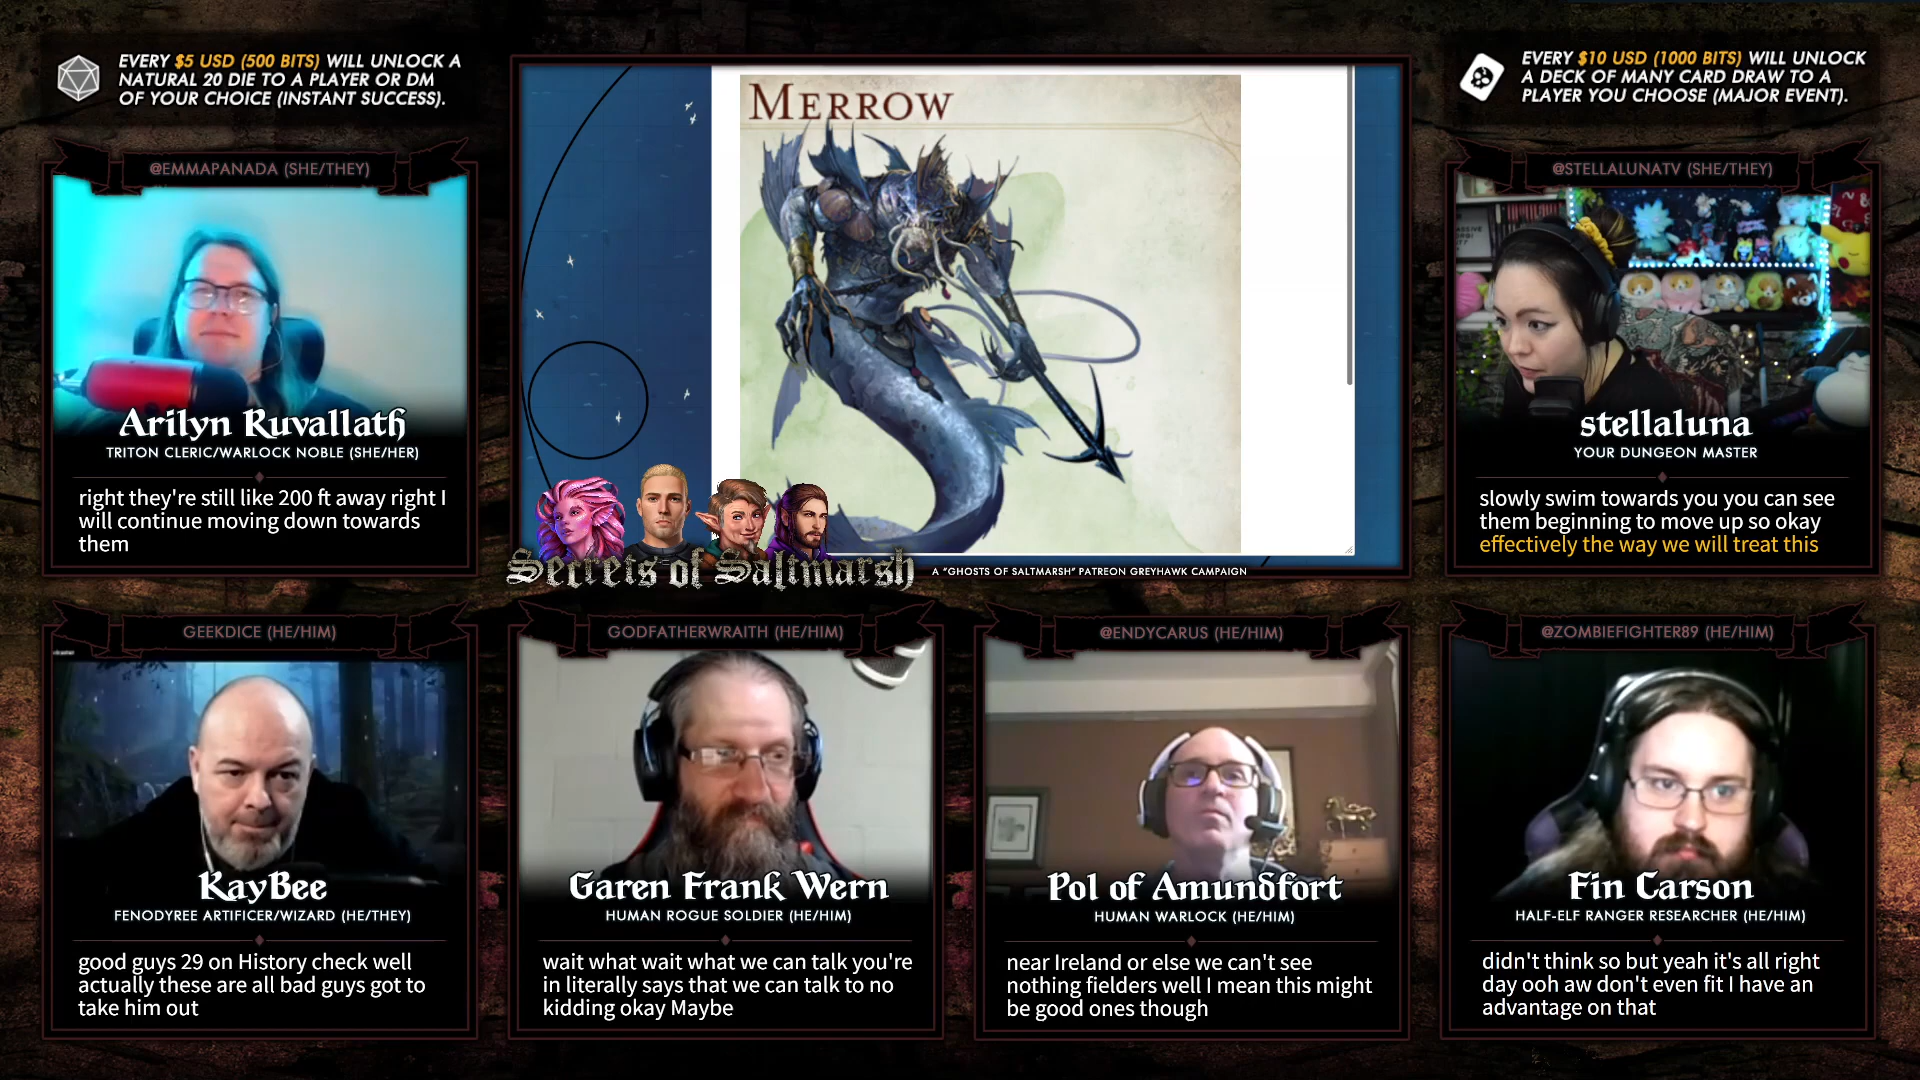 EVERY $5 USD (500 BITS) WILL UNLOCK A
NATURAL 20 DIE TO A PLAYER OR DM
OF YOUR CHOICE (INSTANT SUCCESS).
EVERY $10 USD (1000 BITS) WILL UNLOCK
A DECK OF MANY CARD DRAW TO A
PLAYER YOU CHOOSE (MAJOR EVENT).
MERROW
@EMMAPANADA (SHE/THEY)
Arilyn Ruvallath
TRITON CLERIC/WARLOCK NOBLE (SHE/HER)
right they're still like 200 ft away right I
will continue moving down towards
them
@STELLALUNATV (SHE/THEY)
stellaluna
YOUR DUNGEON MASTER
slowly swim towards you you can see
them beginning to move up so okay
effectively the way we will treat this
Secrets of Saltmarsh
A "GHOSTS OF SALTMARSH" PATREON GREYHAWK CAMPAIGN
GEEKDICE (HE/HIM)
KayBee
FENODYREE ARTIFICER/WIZARD (HE/THEY)
good guys 29 on History check well
actually these are all bad guys got to
take him out
GODFATHERWRAITH (HE/HIM)
Garen Frank Wern
HUMAN ROGUE SOLDIER (HE/HIM)
wait what wait what we can talk you're
in literally says that we can talk to no
kidding okay Maybe
@ENDYCARUS (HE/HIM)
Pol of Amundfort
HUMAN WARLOCK (HE/HIM)
near Ireland or else we can't see
nothing fielders well I mean this might
be good ones though
@ZOMBIEFIGHTER89 (HE/HIM)
Fin Carson
HALF-ELF RANGER RESEARCHER (HE/HIM)
didn't think so but yeah it's all right
day ooh aw don't even fit I have an
advantage on that